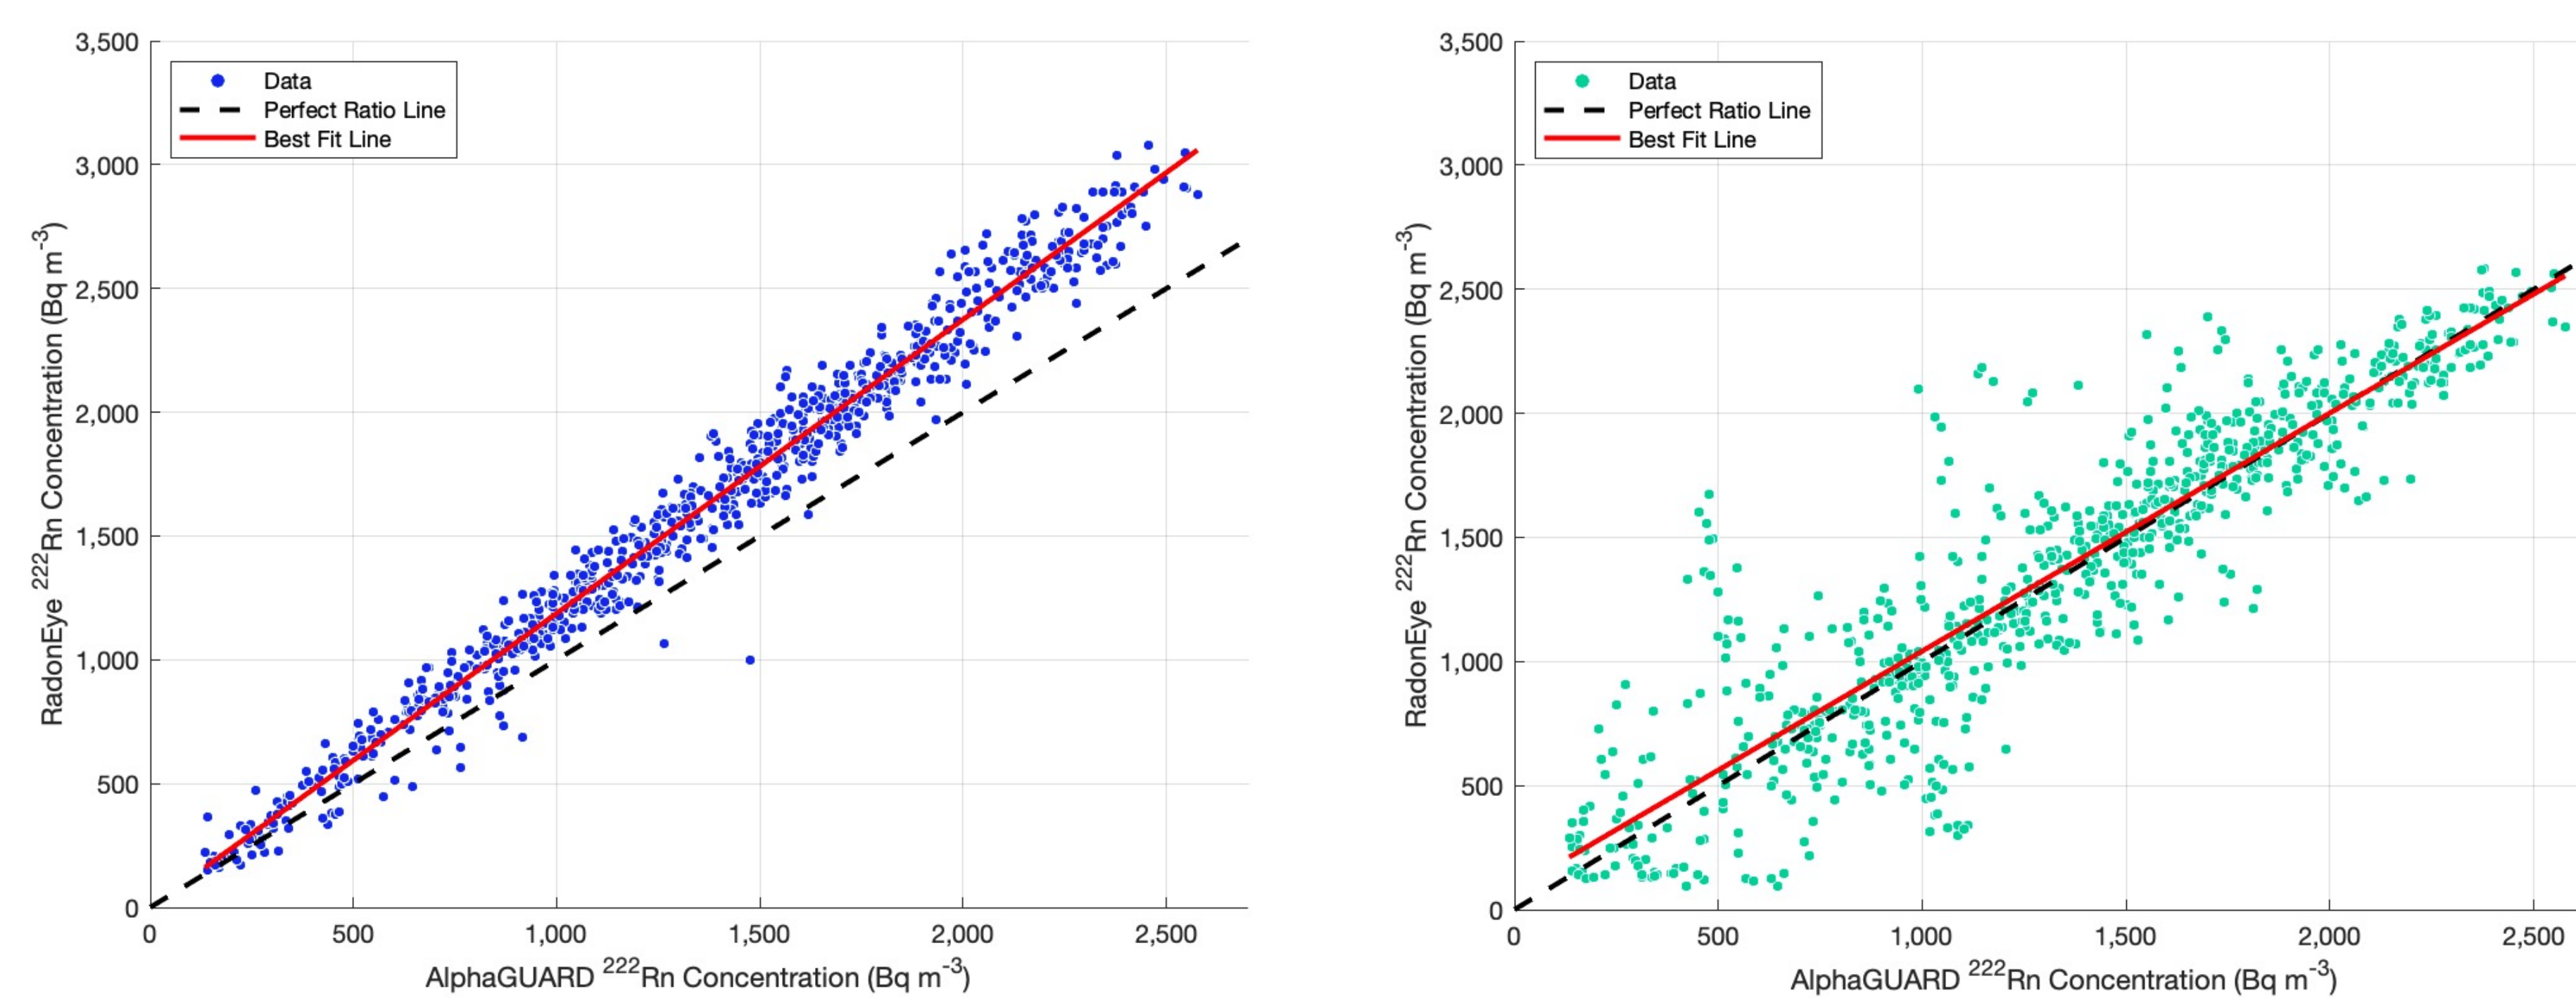 3,500
3,000
2,500
2,000
1,500
1,000
500
0
RadonEye ²²²Rn Concentration (Bq m⁻³)
Data
Perfect Ratio Line
Best Fit Line
0 500 1,000 1,500 2,000 2,500
AlphaGUARD ²²²Rn Concentration (Bq m⁻³)
3,500
3,000
2,500
2,000
1,500
1,000
500
0
RadonEye ²²²Rn Concentration (Bq m⁻³)
Data
Perfect Ratio Line
Best Fit Line
0 500 1,000 1,500 2,000 2,500
AlphaGUARD ²²²Rn Concentration (Bq m⁻³)